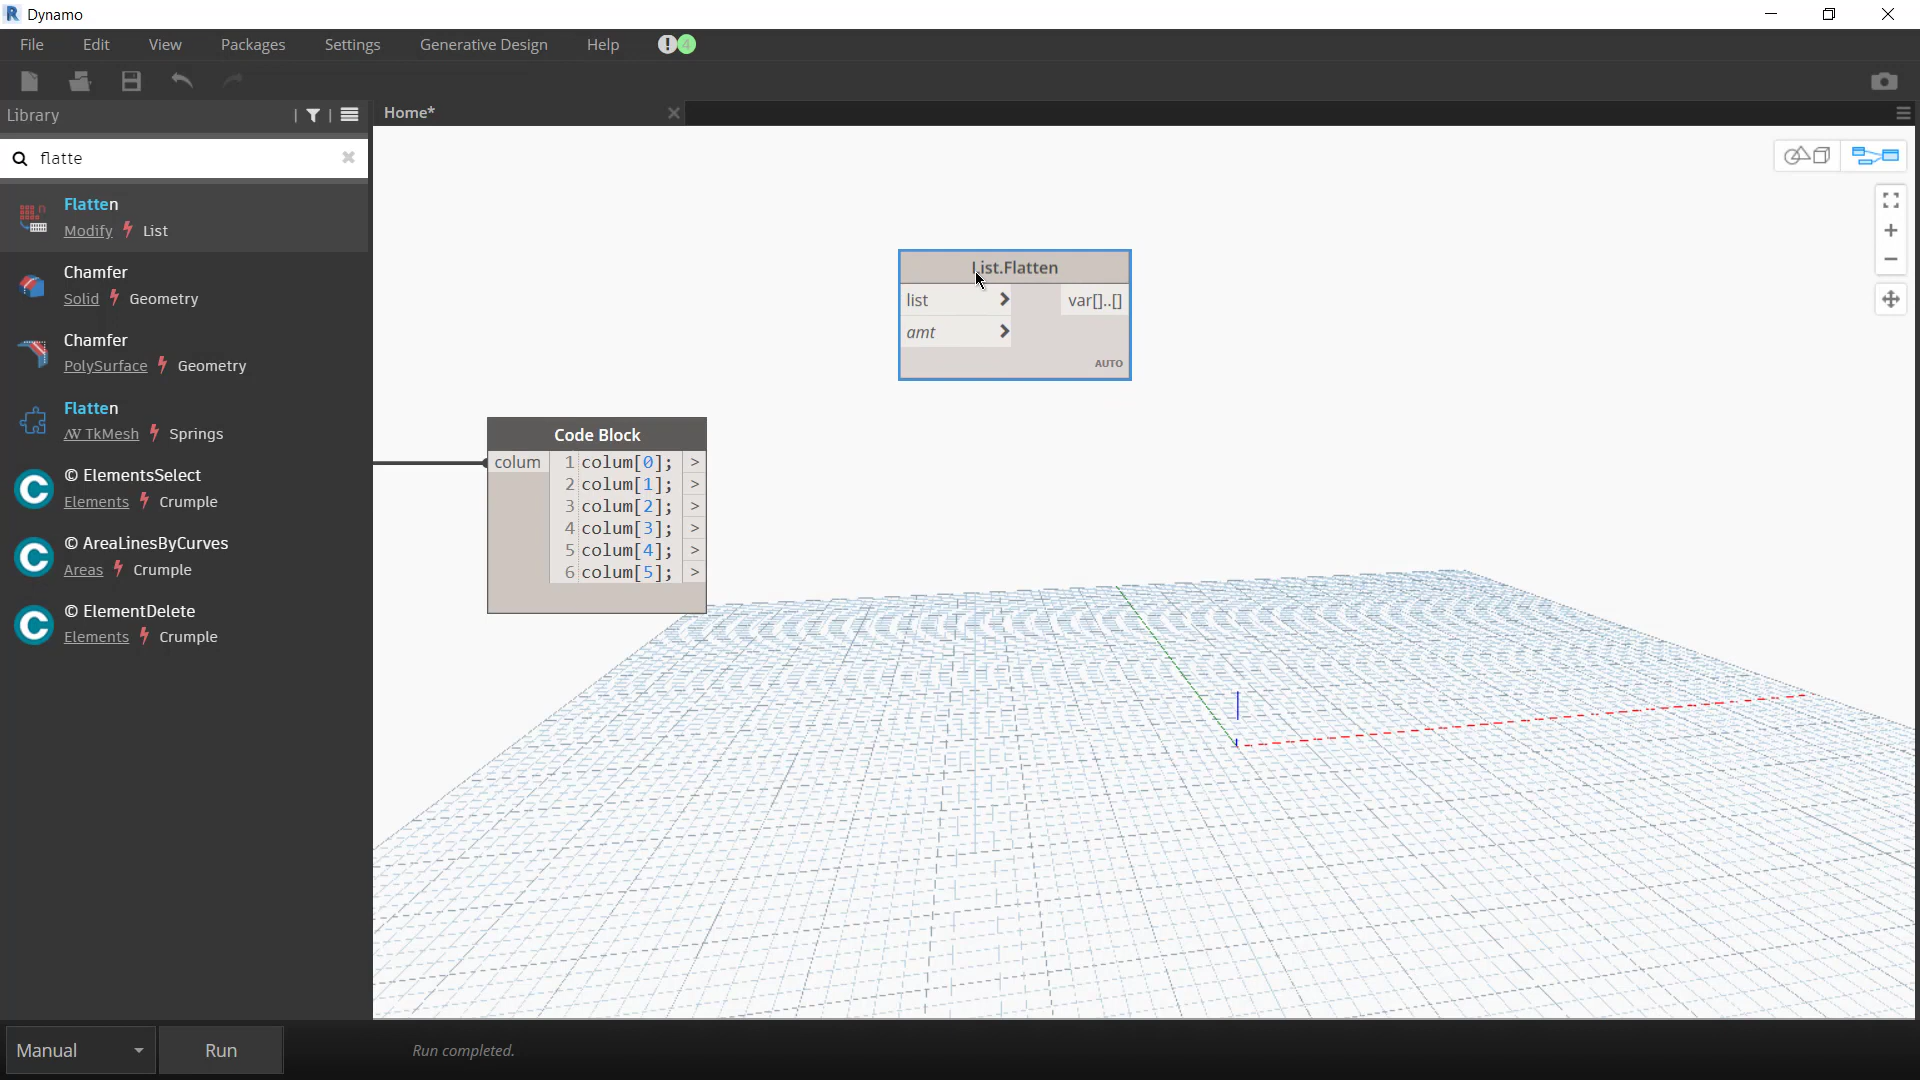 Dynamo
File Edit View Packages Settings Generative Design Help ! 4
Library
Home*
flatte
Flatten
Modify List
Chamfer
Solid Geometry
Chamfer
PolySurface Geometry
Flatten
TkMesh Springs
© ElementsSelect
Elements Crumple
© AreaLinesByCurves
Areas Crumple
© ElementDelete
Elements Crumple
List.Flatten
list > var[]..[]
amt >
AUTO
Code Block
colum 1 colum[0]; >
2 colum[1]; >
3 colum[2]; >
4 colum[3]; >
5 colum[4]; >
6 colum[5]; >
Manual Run Run completed.